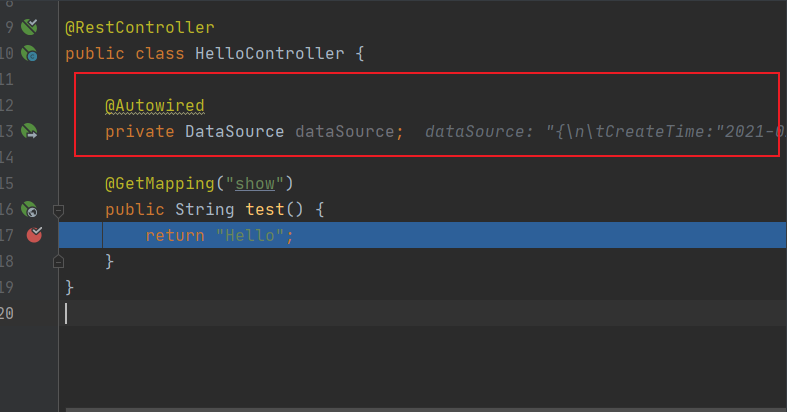 8
9 @RestController
10 public class HelloController {
11
12 @Autowired
13 private DataSource dataSource; dataSource: "{\n\tCreateTime:"2021-0
14
15 @GetMapping("show")
16 public String test() {
17 return "Hello";
18 }
19 }
20